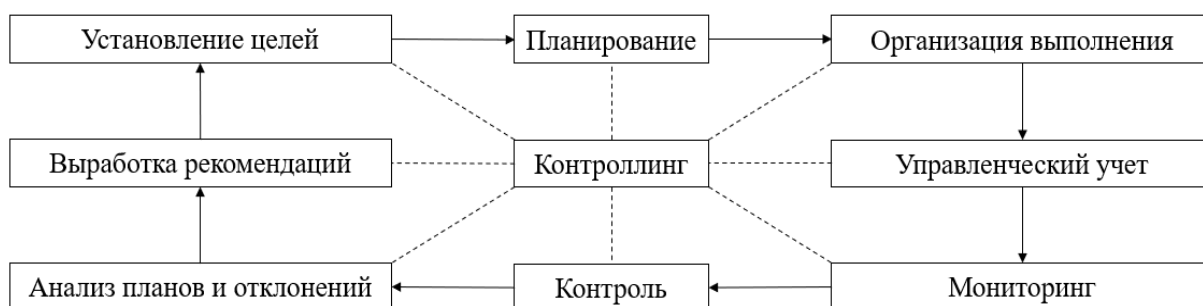 Установление целей
Планирование
Организация выполнения
Выработка рекомендаций
Контроллинг
Управленческий учет
Анализ планов и отклонений
Контроль
Мониторинг